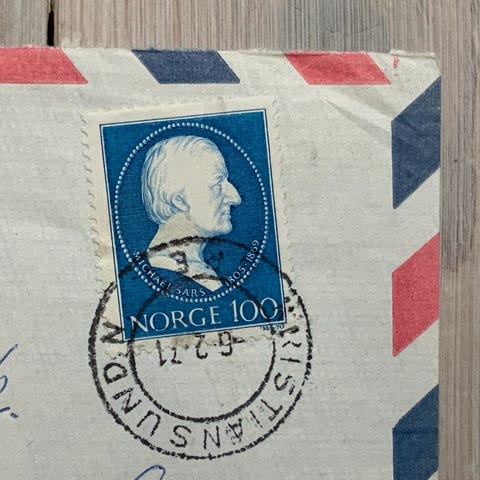 MICHAEL SARS 1805-1869
NORGE 100
KRISTIANSUND N
-6.2.71
E